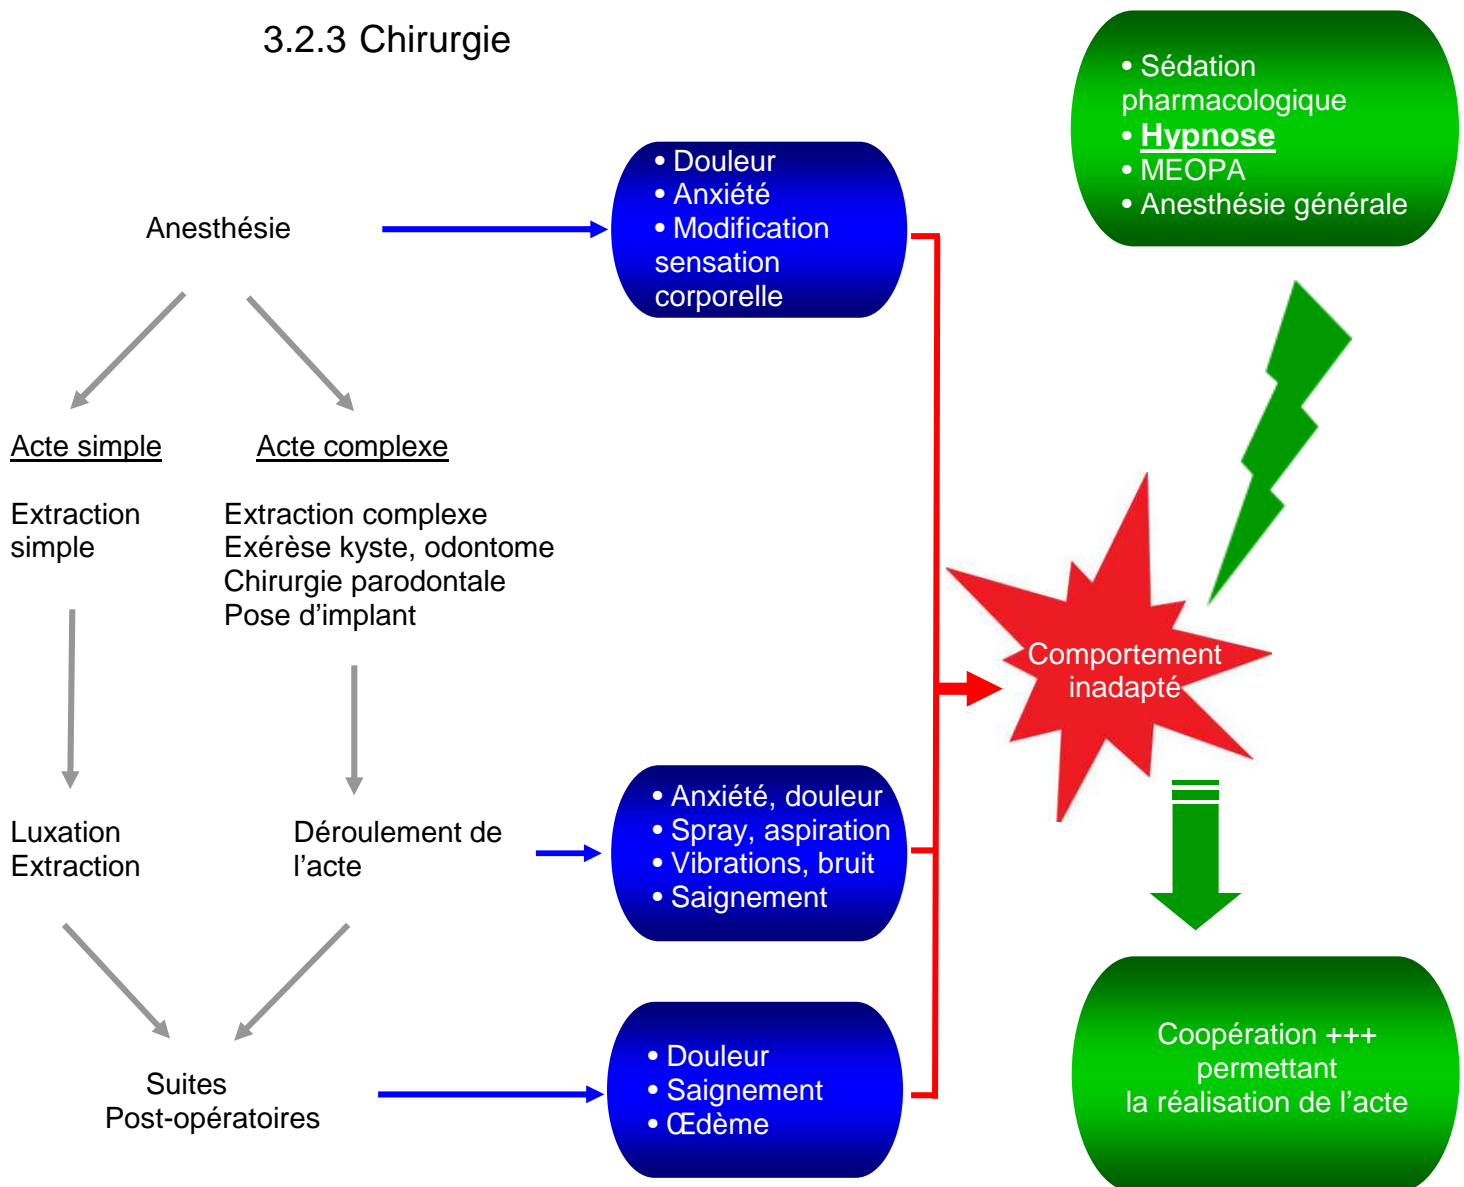 3.2.3 Chirurgie
• Sédation
pharmacologique
• Hypnose
• MEOPA
• Anesthésie générale
Anesthésie
• Douleur
• Anxiété
• Modification
sensation
corporelle
Acte simple
Acte complexe
Extraction
simple
Extraction complexe
Exérèse kyste, odontome
Chirurgie parodontale
Pose d’implant
Comportement
inadapté
Luxation
Extraction
Déroulement de
l’acte
• Anxiété, douleur
• Spray, aspiration
• Vibrations, bruit
• Saignement
Suites
Post-opératoires
• Douleur
• Saignement
• Œdème
Coopération +++
permettant
la réalisation de l’acte